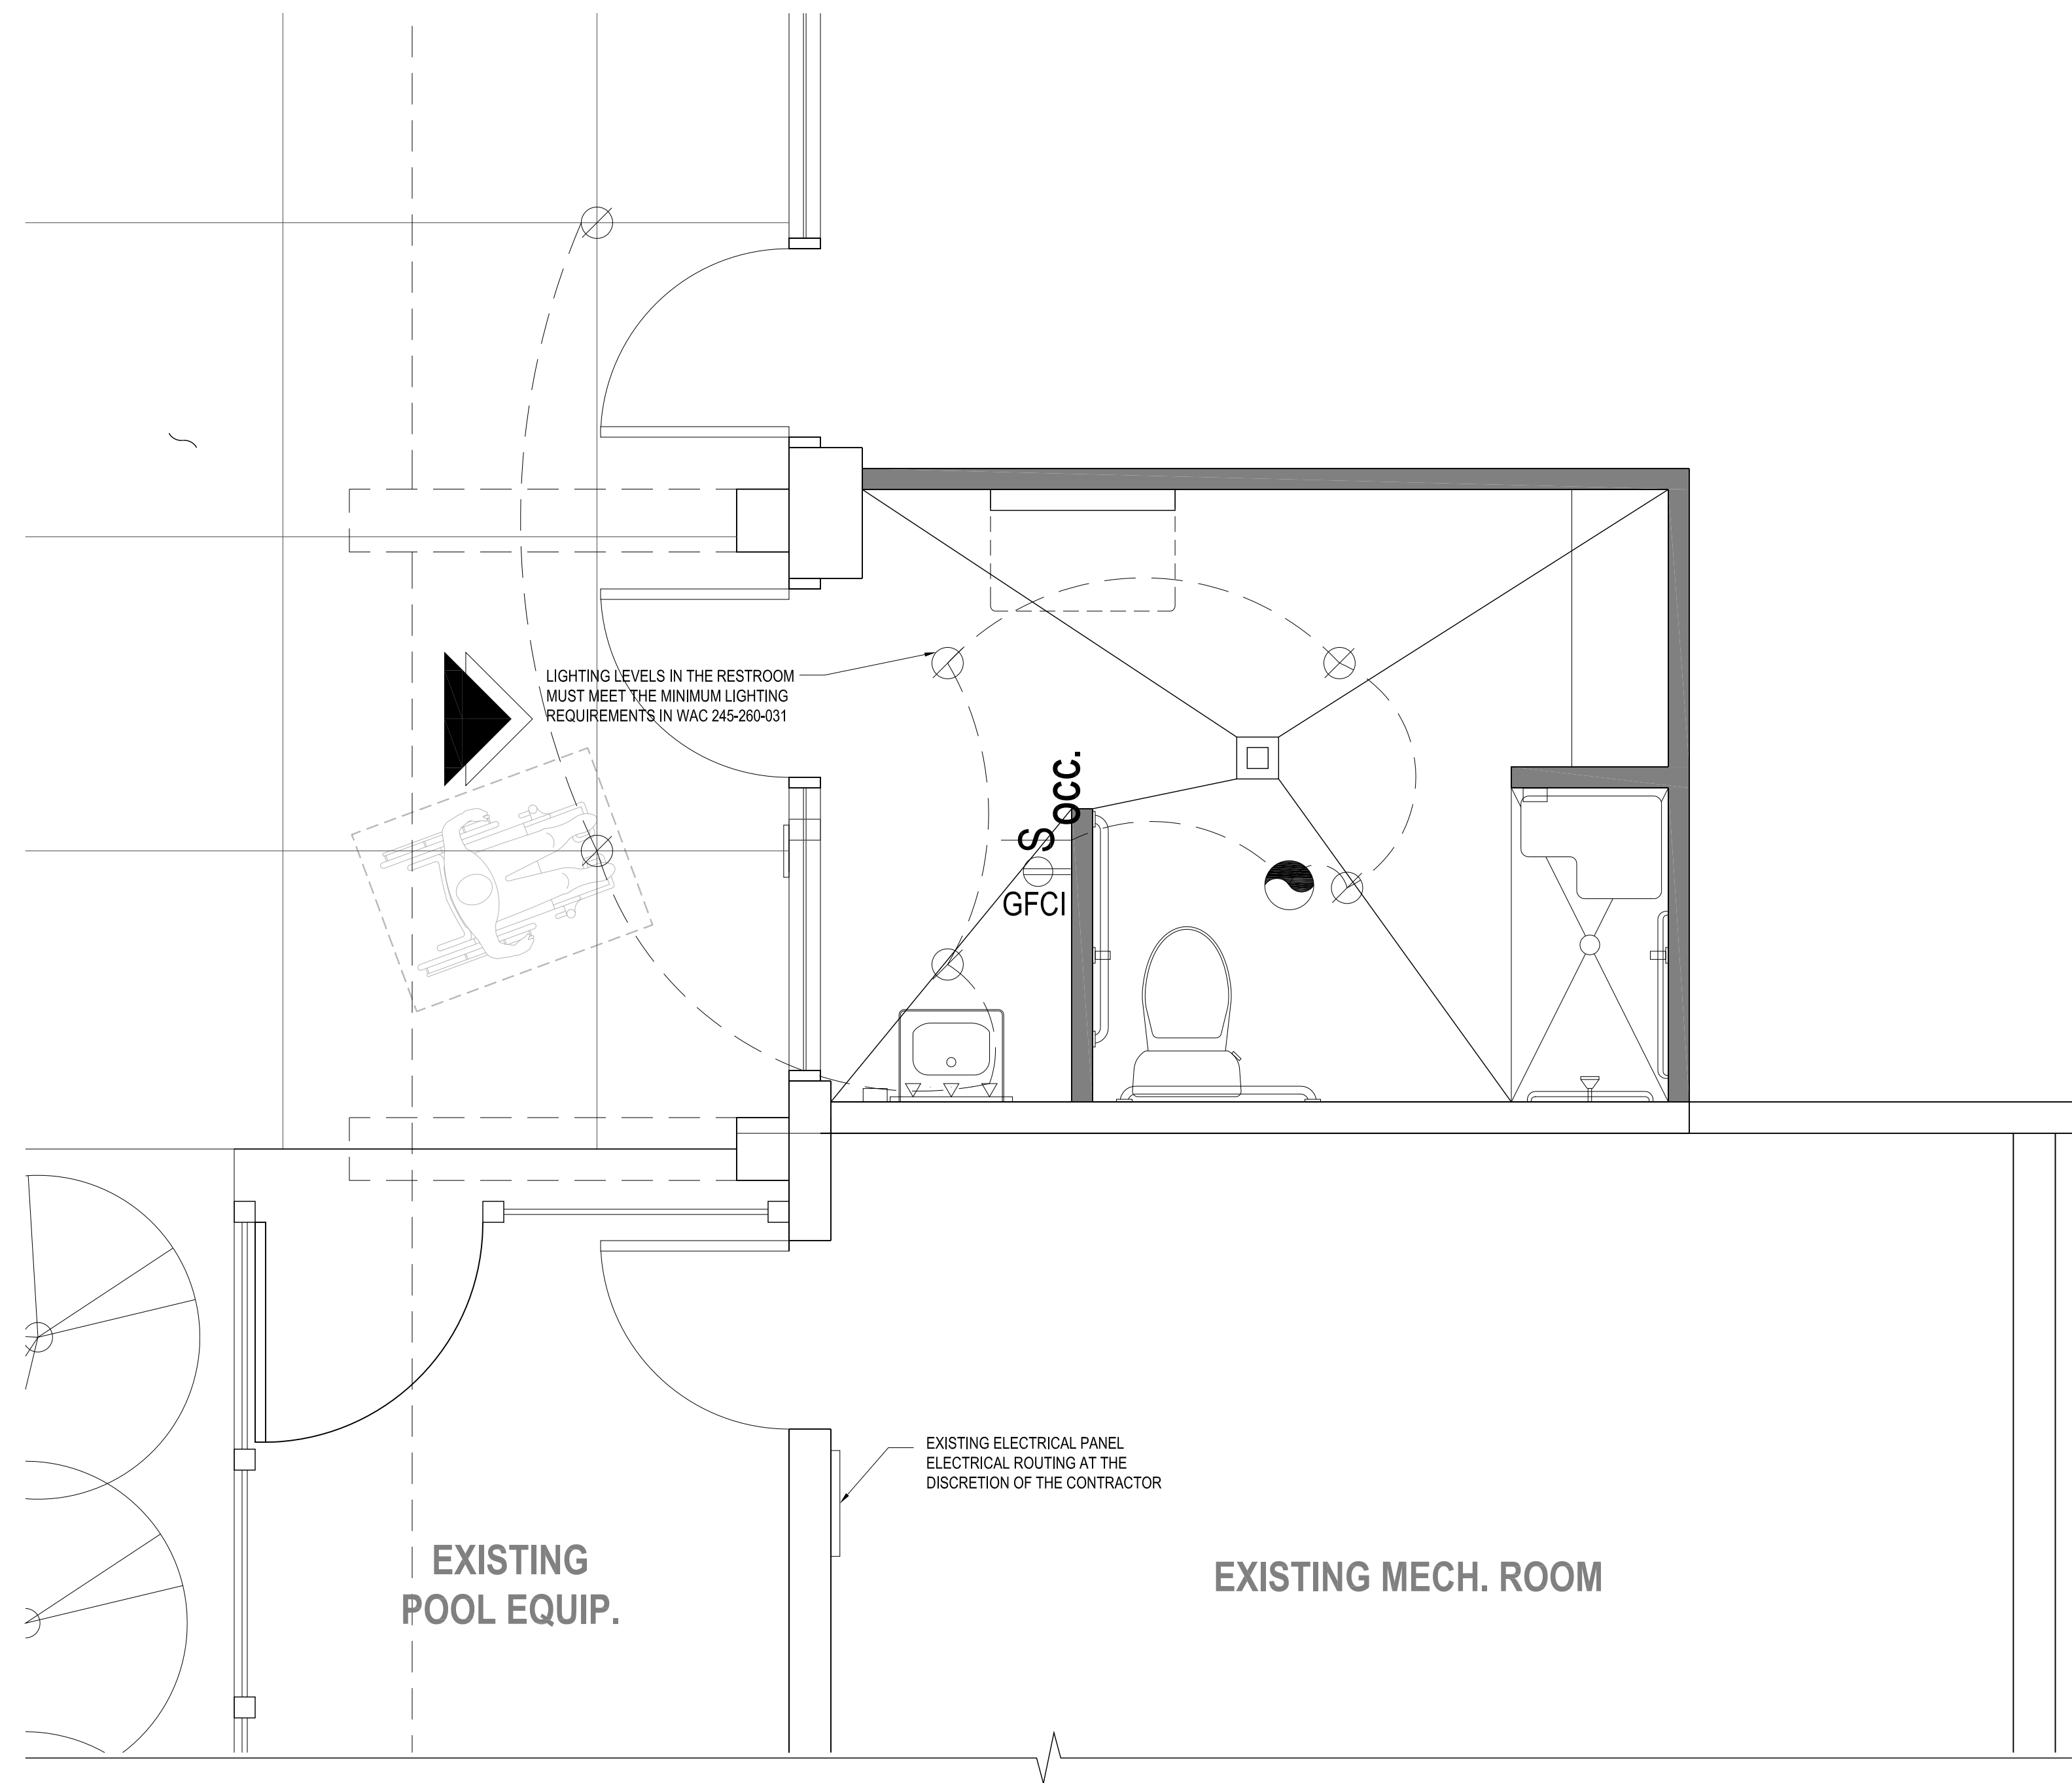 LIGHTING LEVELS IN THE RESTROOM
MUST MEET THE MINIMUM LIGHTING
REQUIREMENTS IN WAC 245-260-031
S OCC.
GFCI
EXISTING ELECTRICAL PANEL
ELECTRICAL ROUTING AT THE
DISCRETION OF THE CONTRACTOR
EXISTING
POOL EQUIP.
EXISTING MECH. ROOM